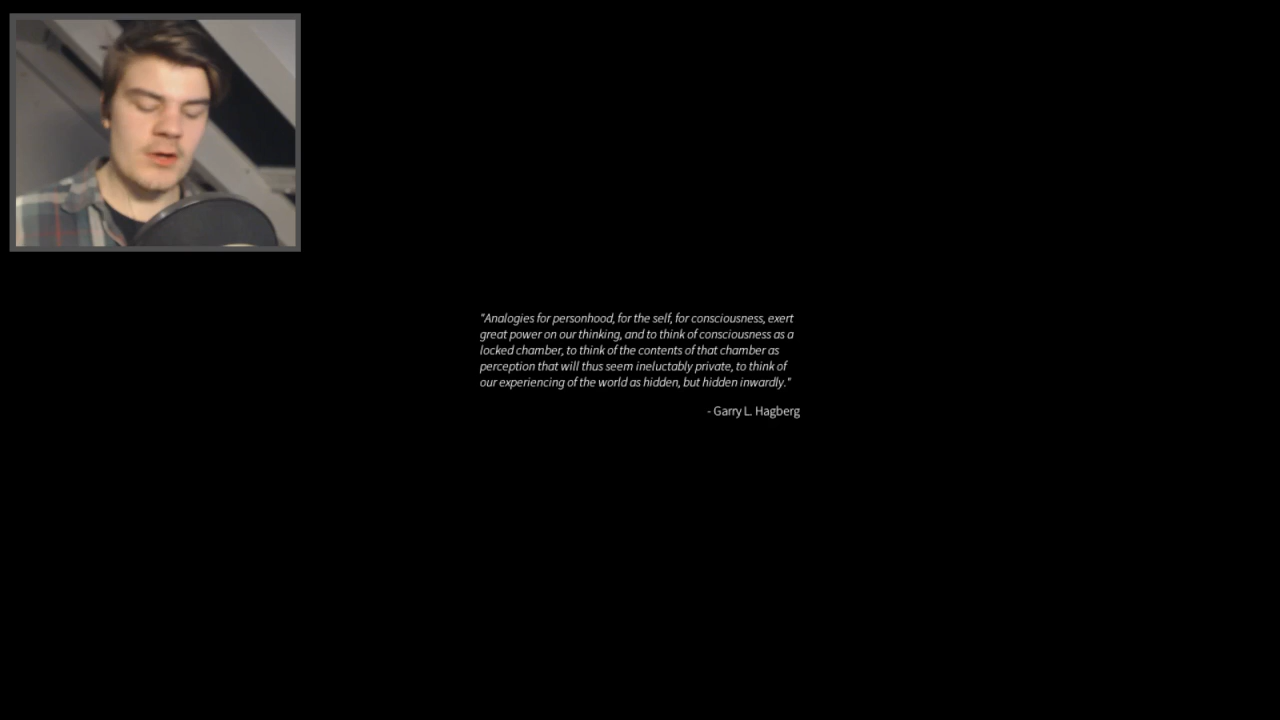 "Analogies for personhood, for the self, for consciousness, exert
great power on our thinking, and to think of consciousness as a
locked chamber, to think of the contents of that chamber as
perception that will thus seem ineluctably private, to think of
our experiencing of the world as hidden, but hidden inwardly."
- Garry L. Hagberg